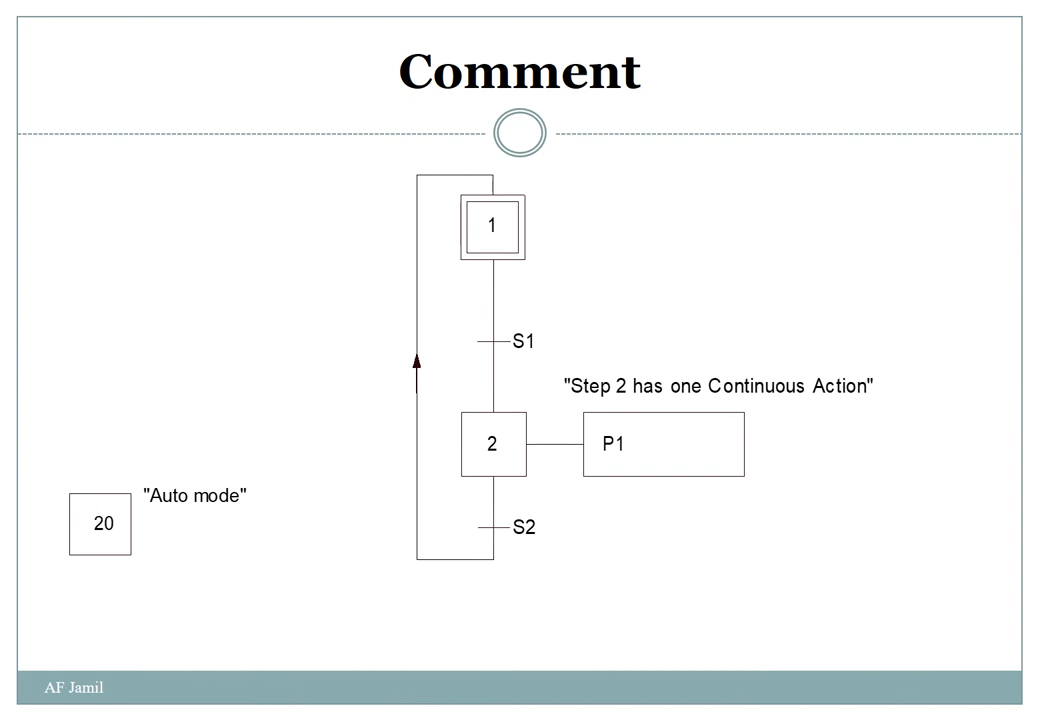 Comment
1
S1
"Step 2 has one Continuous Action"
2
P1
"Auto mode"
20
S2
AF Jamil